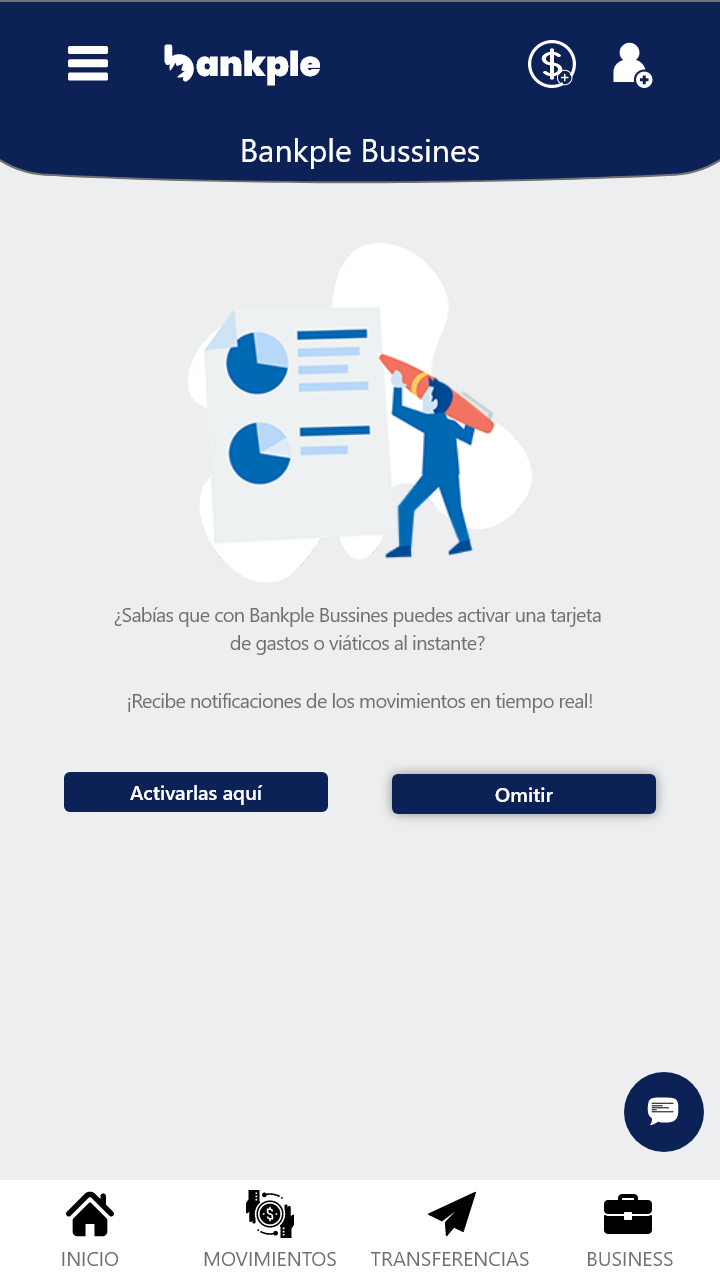 bankple
Bankple Bussines
¿Sabías que con Bankple Bussines puedes activar una tarjeta
de gastos o viáticos al instante?
¡Recibe notificaciones de los movimientos en tiempo real!
Activarlas aquí
Omitir
INICIO
MOVIMIENTOS
TRANSFERENCIAS
BUSINESS